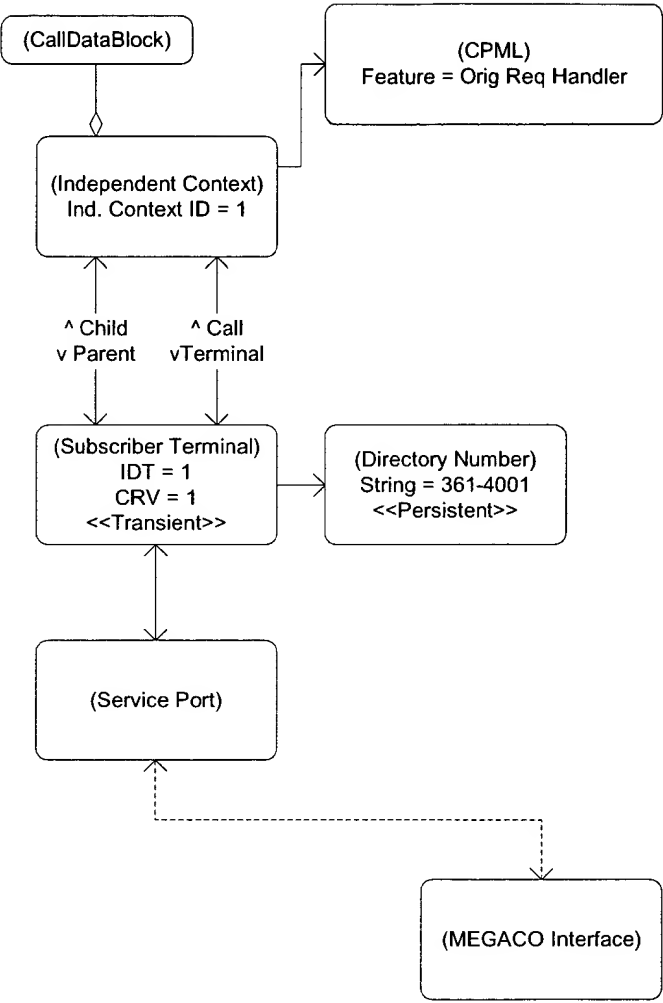 (CallDataBlock)
(CPML)
Feature = Orig Req Handler
(Independent Context)
Ind. Context ID = 1
^ Child
v Parent
^ Call
vTerminal
(Subscriber Terminal)
IDT = 1
CRV = 1
<<Transient>>
(Directory Number)
String = 361-4001
<<Persistent>>
(Service Port)
(MEGACO Interface)